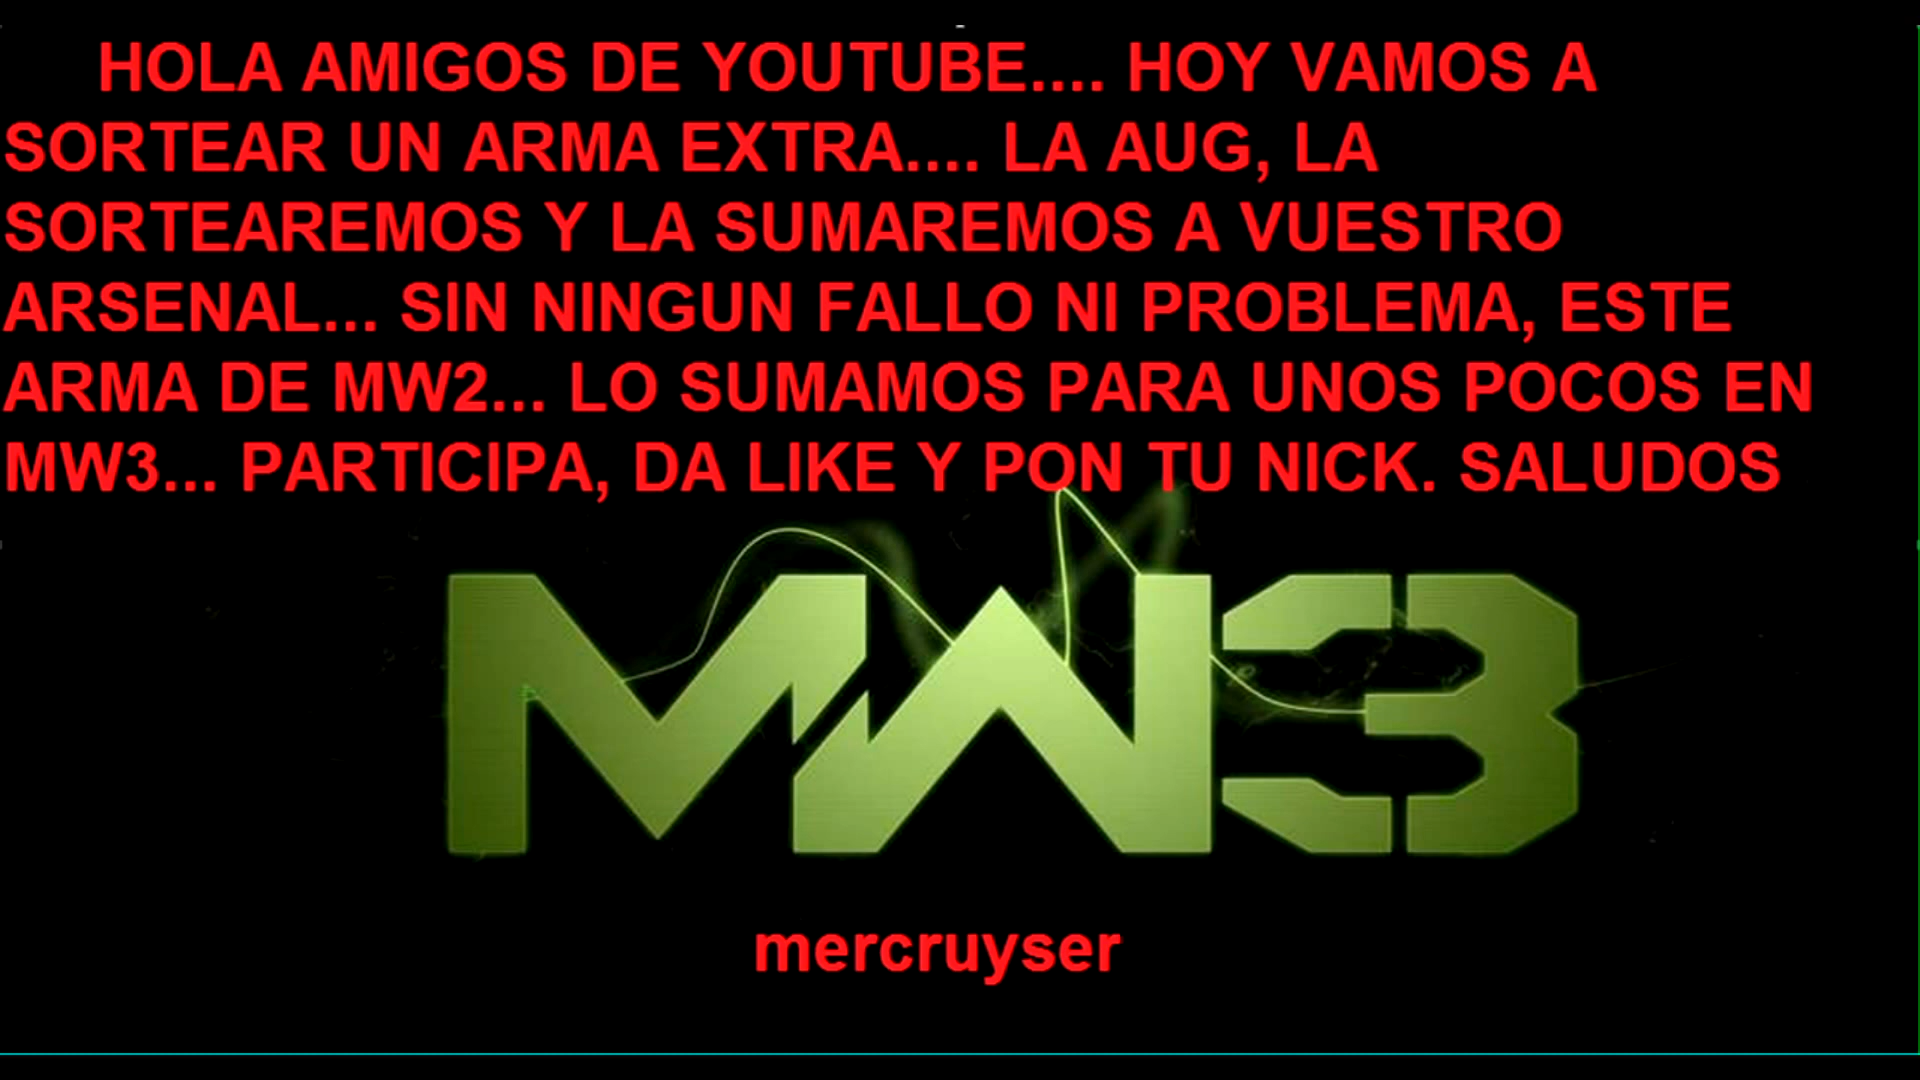 HOLA AMIGOS DE YOUTUBE.... HOY VAMOS A
SORTEAR UN ARMA EXTRA.... LA AUG, LA
SORTEAREMOS Y LA SUMAREMOS A VUESTRO
ARSENAL... SIN NINGUN FALLO NI PROBLEMA, ESTE
ARMA DE MW2... LO SUMAMOS PARA UNOS POCOS EN
MW3... PARTICIPA, DA LIKE Y PON TU NICK. SALUDOS
MW3
mercruyser